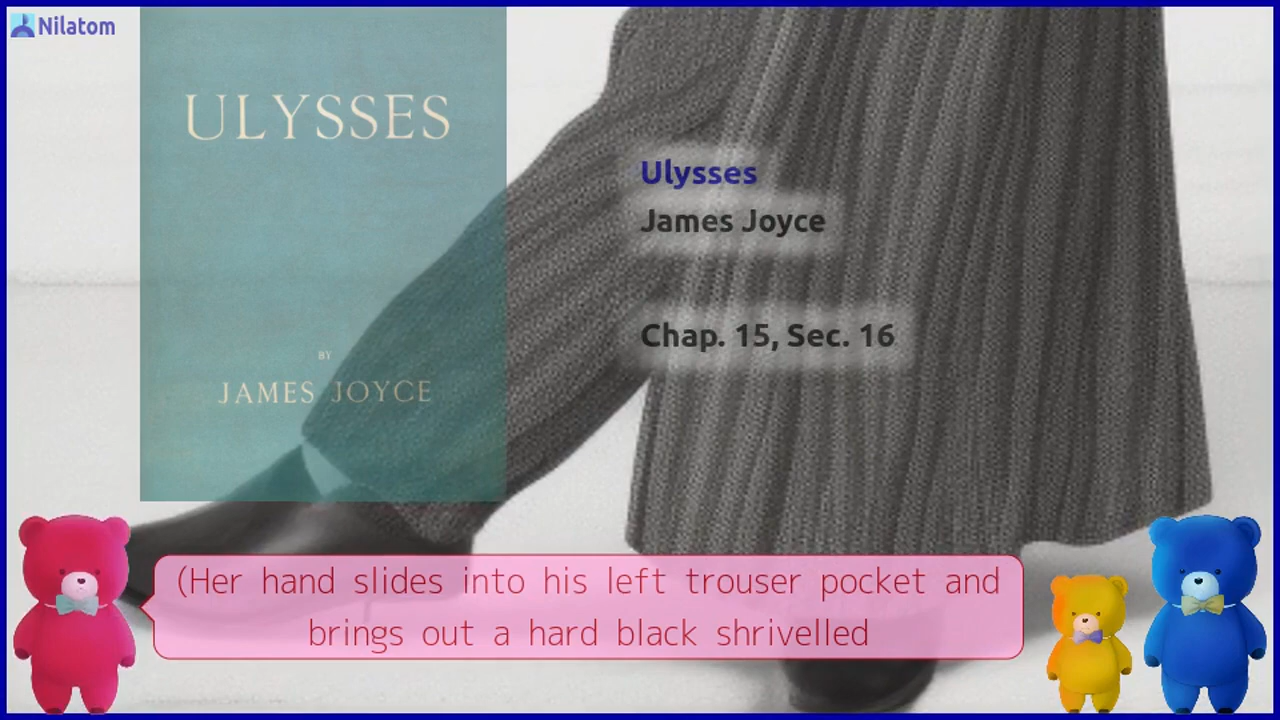 Nilatom
ULYSSES
BY
JAMES JOYCE
Ulysses
James Joyce
Chap. 15, Sec. 16
(Her hand slides into his left trouser pocket and
brings out a hard black shrivelled